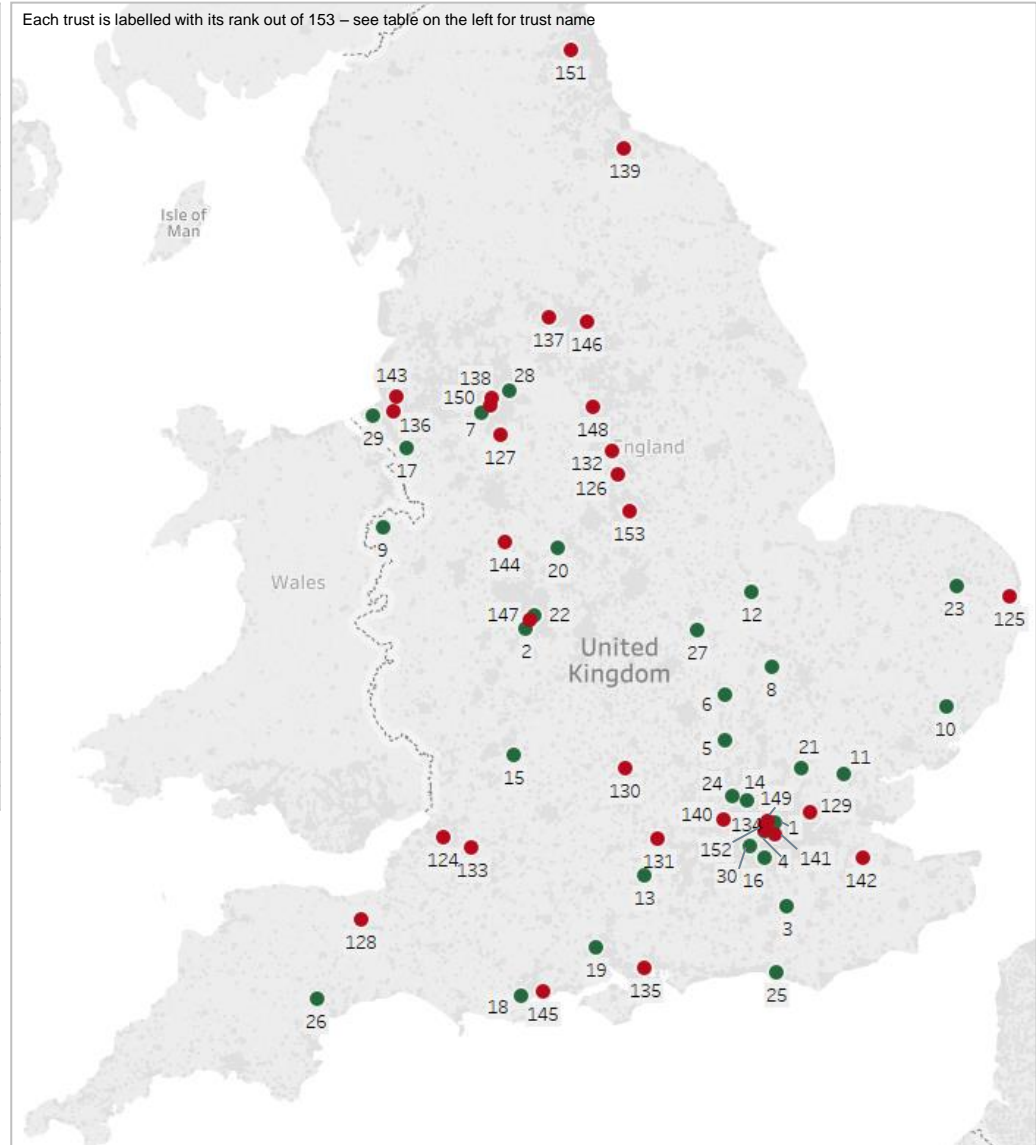 Each trust is labelled with its rank out of 153 – see table on the left for trust name
151
139
Isle of
Man
137 146
143 138 28
150
29 136 7
127 148
17 132 England
126
153
9
144 20
Wales
147 22
2
12
23 125
27
United
Kingdom
8
6
10
5
15
21 11
130
24 14
149
140 134 1 129
124 133
131
152 4 141
30 16 142
13
3
128
19
135
25
26
18 145